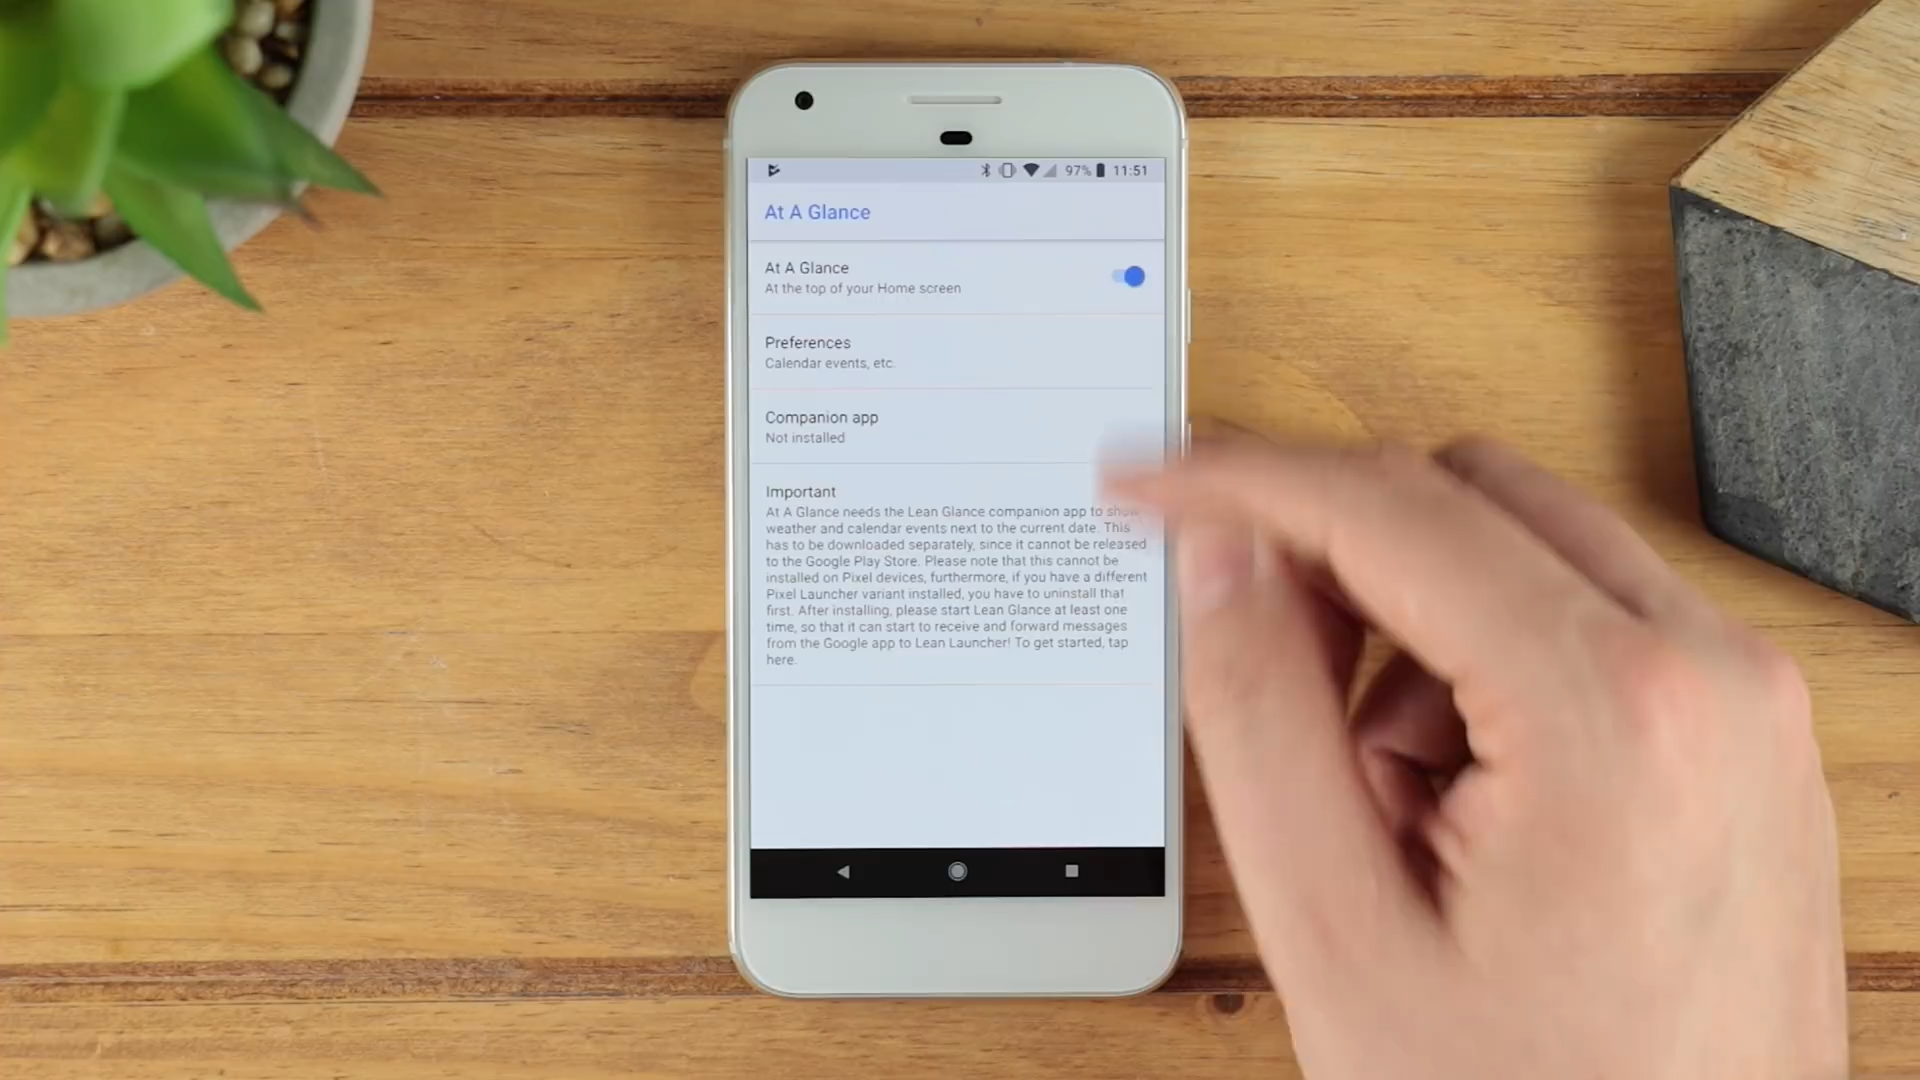 97% 11:51
At A Glance
At A Glance
At the top of your Home screen
Preferences
Calendar events, etc.
Companion app
Not installed
Important
At A Glance needs the Lean Glance companion app to show
weather and calendar events next to the current date. This
has to be downloaded separately, since it cannot be released
to the Google Play Store. Please note that this cannot be
installed on Pixel devices, furthermore, if you have a different
Pixel Launcher variant installed, you have to uninstall that
first. After installing, please start Lean Glance at least one
time, so that it can start to receive and forward messages
from the Google app to Lean Launcher! To get started, tap
here.